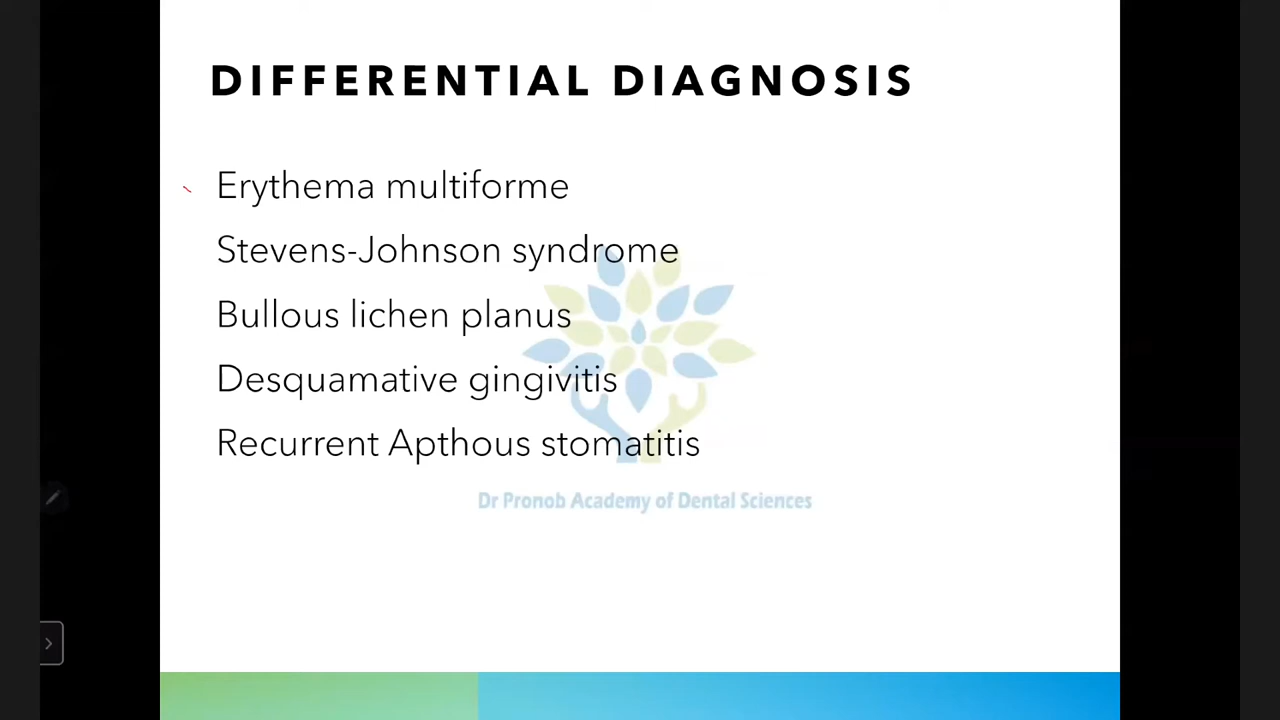 DIFFERENTIAL DIAGNOSIS
Erythema multiforme
Stevens-Johnson syndrome
Bullous lichen planus
Desquamative gingivitis
Recurrent Apthous stomatitis
Dr Pronob Academy of Dental Sciences